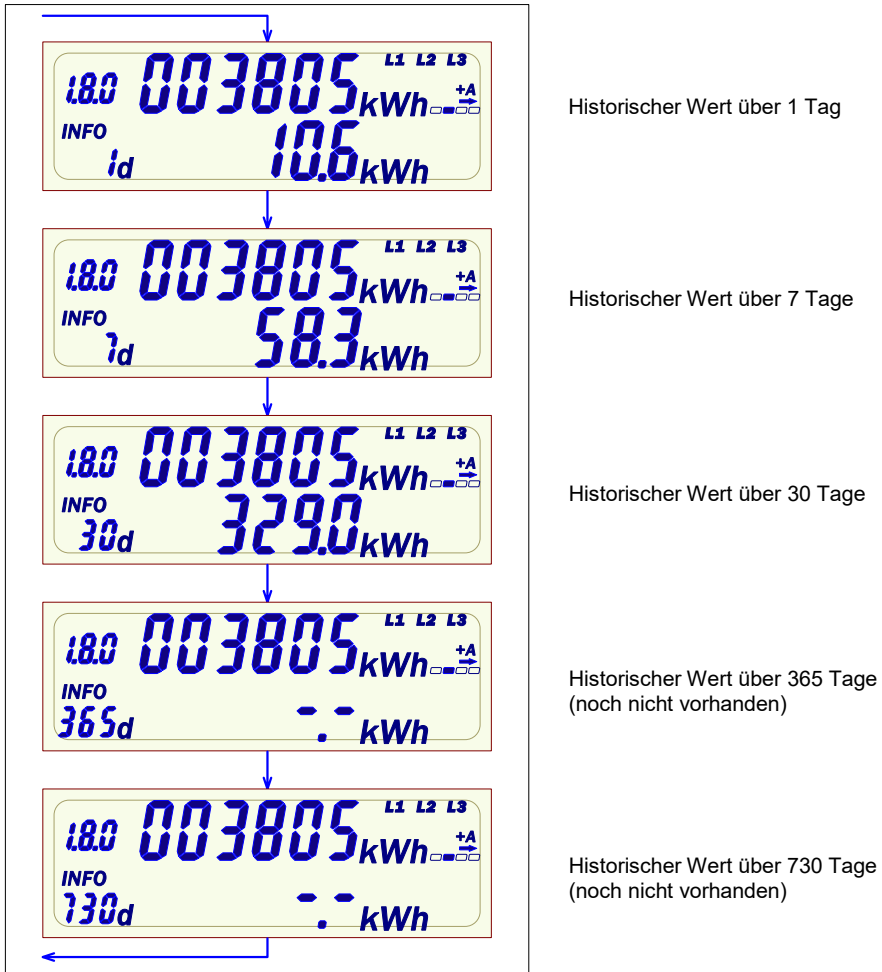 L1 L2 L3
1.8.0 003805 kWh +A
INFO
1d 10.6 kWh
Historischer Wert über 1 Tag
L1 L2 L3
1.8.0 003805 kWh +A
INFO
7d 58.3 kWh
Historischer Wert über 7 Tage
L1 L2 L3
1.8.0 003805 kWh +A
INFO
30d 329.0 kWh
Historischer Wert über 30 Tage
L1 L2 L3
1.8.0 003805 kWh +A
INFO
365d -.- kWh
Historischer Wert über 365 Tage
(noch nicht vorhanden)
L1 L2 L3
1.8.0 003805 kWh +A
INFO
730d -.- kWh
Historischer Wert über 730 Tage
(noch nicht vorhanden)